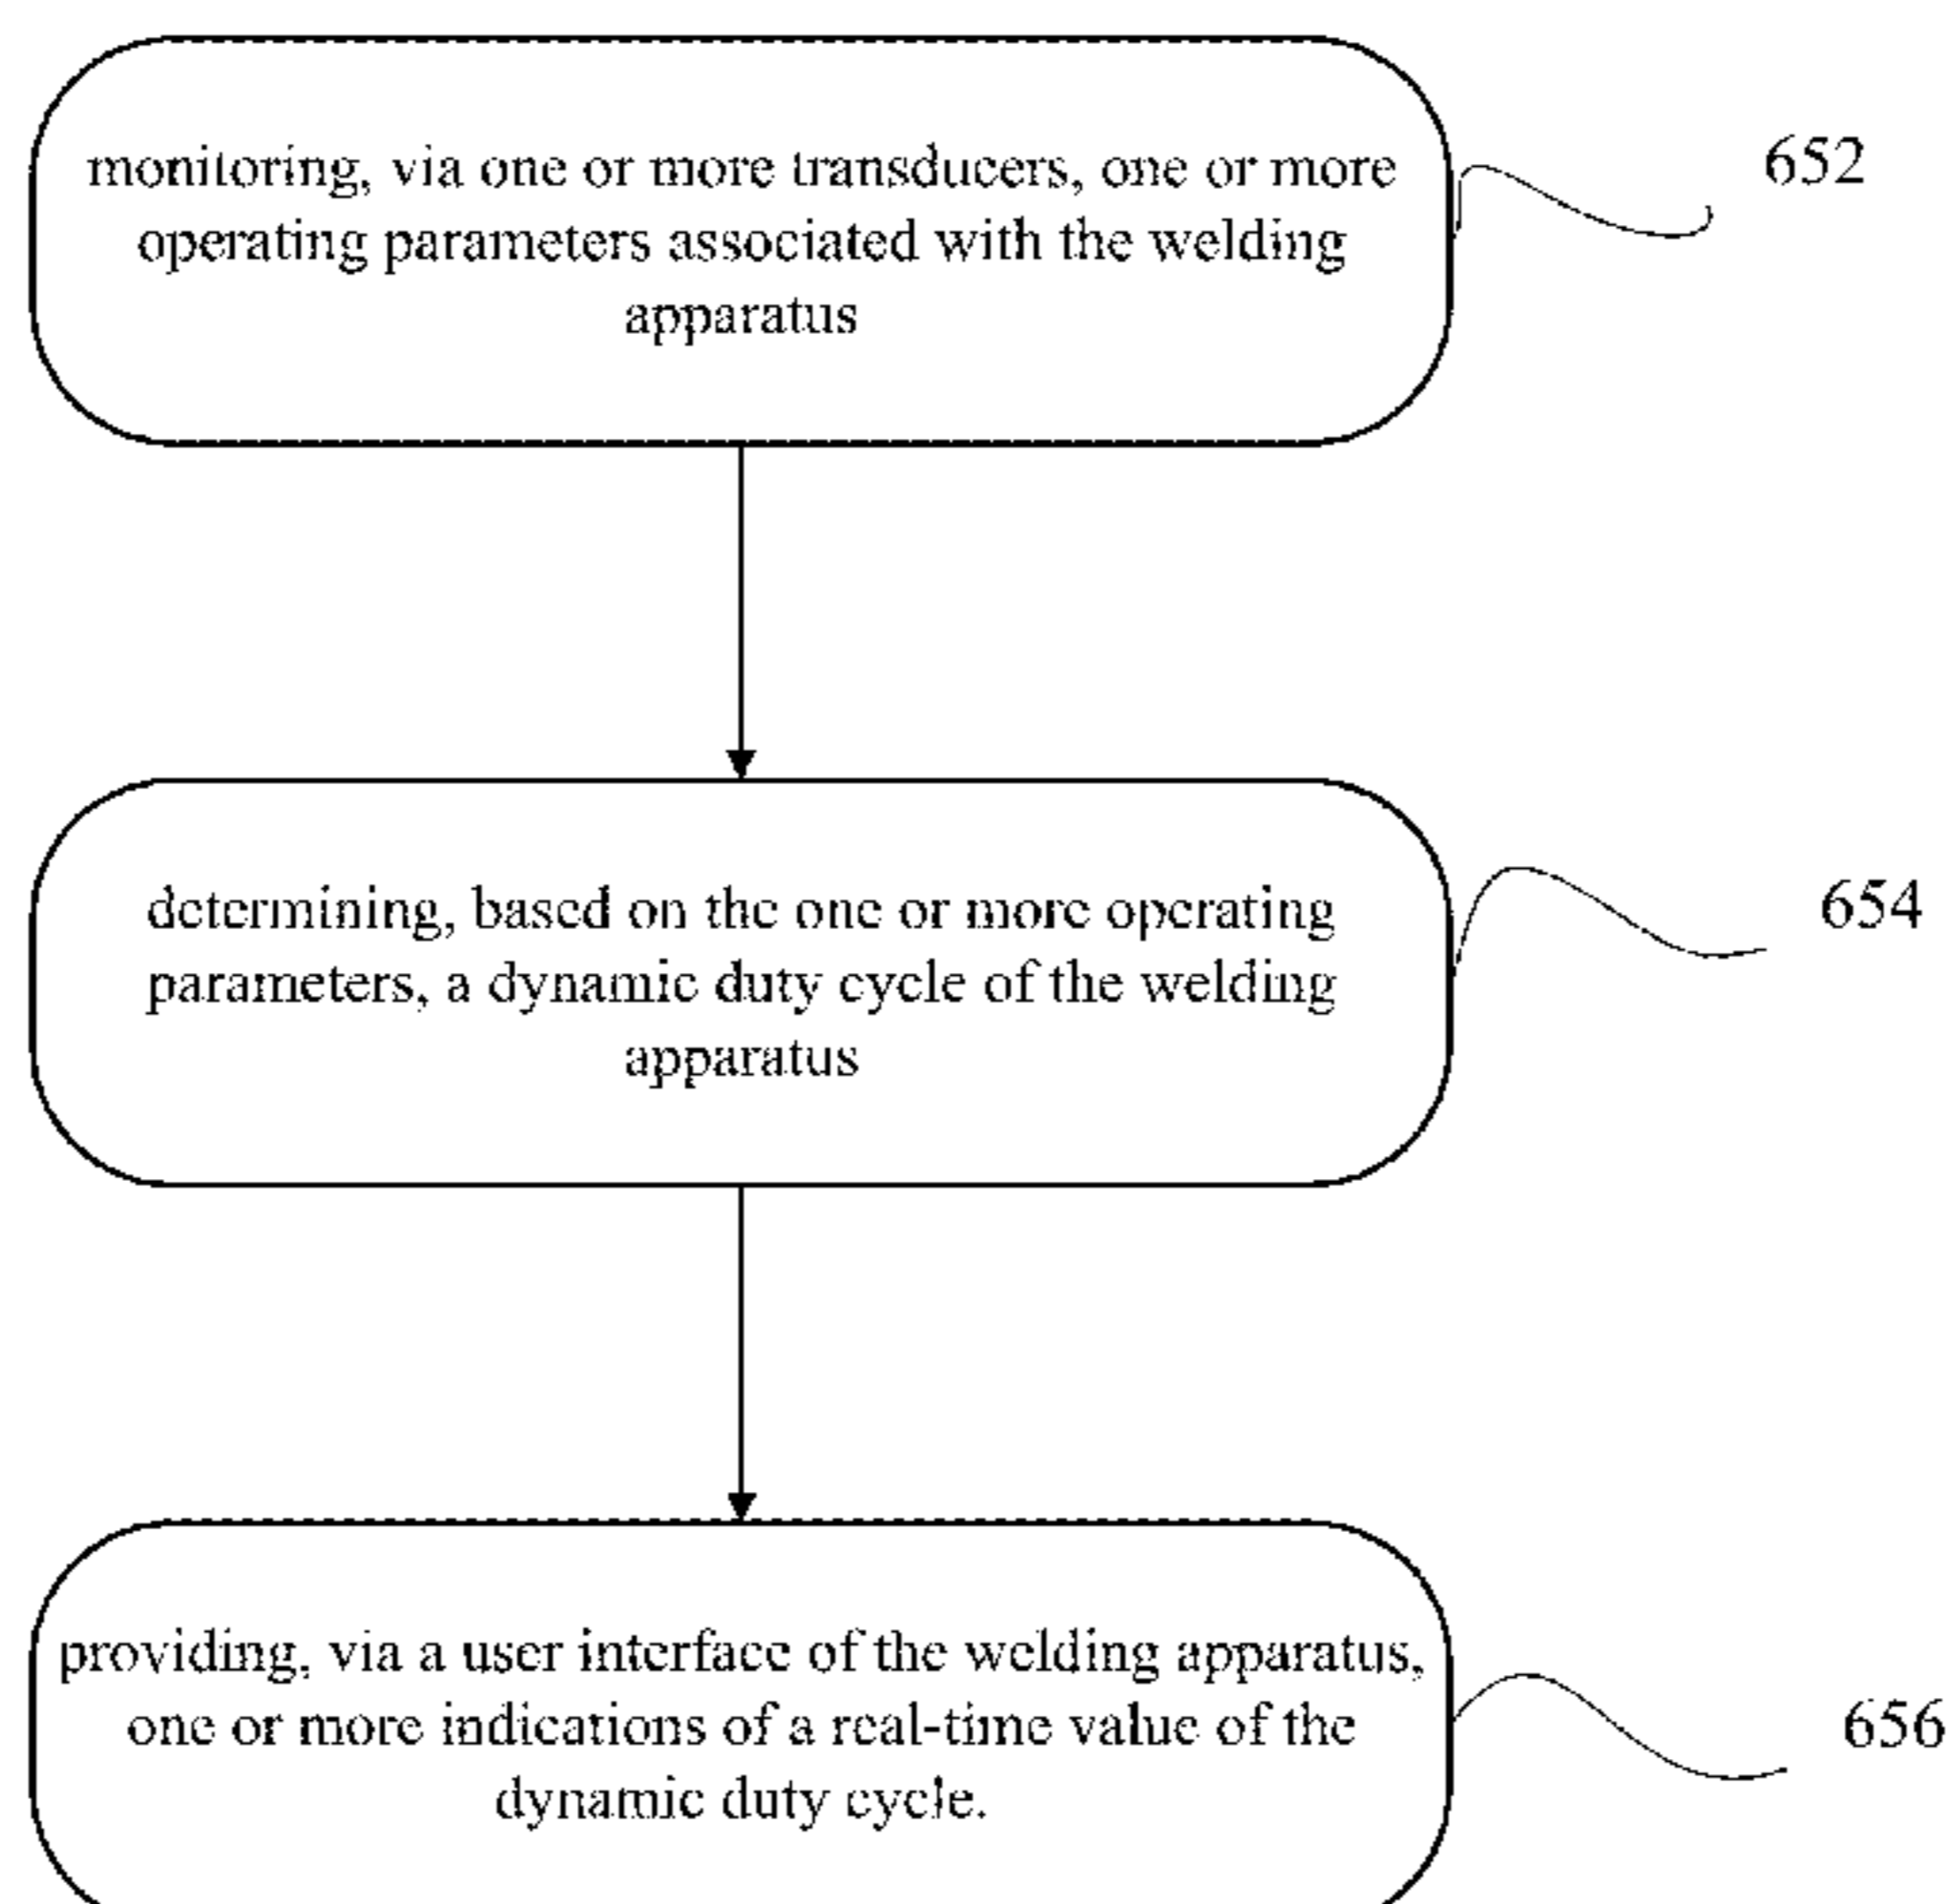 monitoring, via one or more transducers, one or more
operating parameters associated with the welding
apparatus
652
determining, based on the one or more operating
parameters, a dynamic duty cycle of the welding
apparatus
654
providing, via a user interface of the welding apparatus,
one or more indications of a real-time value of the
dynamic duty cycle.
656